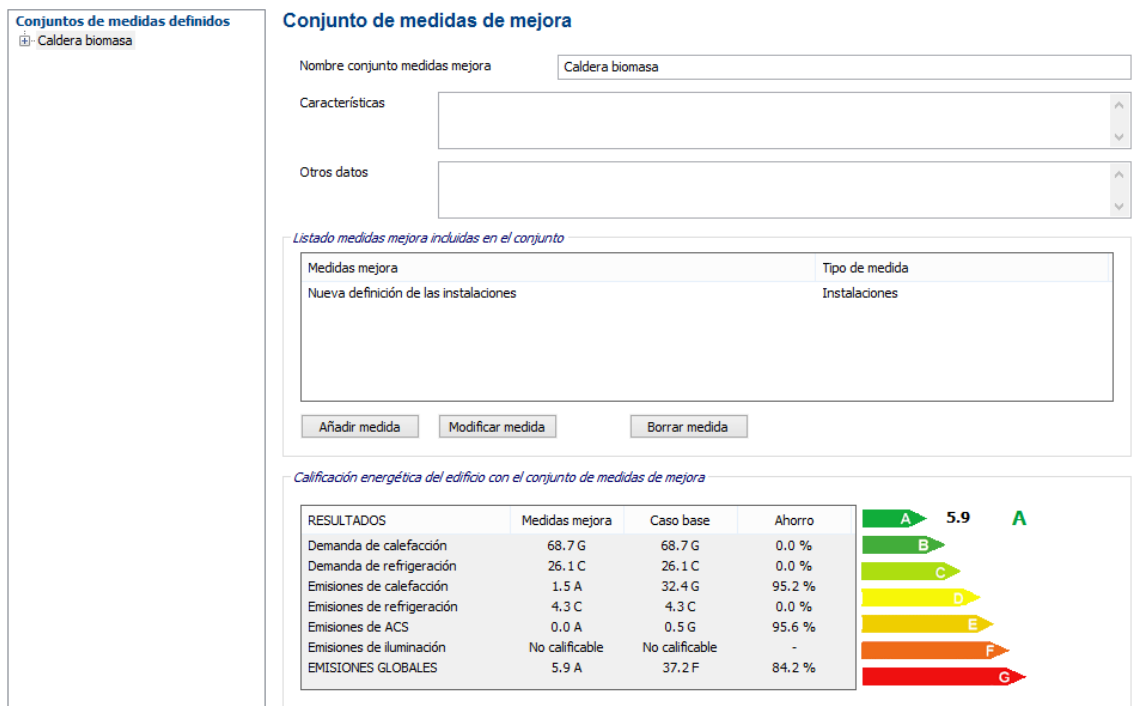 Conjuntos de medidas definidos
Caldera biomasa
Conjunto de medidas de mejora
Nombre conjunto medidas mejora Caldera biomasa
Características
Otros datos
Listado medidas mejora incluidas en el conjunto
Medidas mejora Tipo de medida
Nueva definición de las instalaciones Instalaciones
Añadir medida Modificar medida Borrar medida
Calificación energética del edificio con el conjunto de medidas de mejora
RESULTADOS Medidas mejora Caso base Ahorro
Demanda de calefacción 68.7 G 68.7 G 0.0 %
Demanda de refrigeración 26.1 C 26.1 C 0.0 %
Emisiones de calefacción 1.5 A 32.4 G 95.2 %
Emisiones de refrigeración 4.3 C 4.3 C 0.0 %
Emisiones de ACS 0.0 A 0.5 G 95.6 %
Emisiones de iluminación No calificable No calificable -
EMISIONES GLOBALES 5.9 A 37.2 F 84.2 %
A 5.9 A
B
C
D
E
F
G